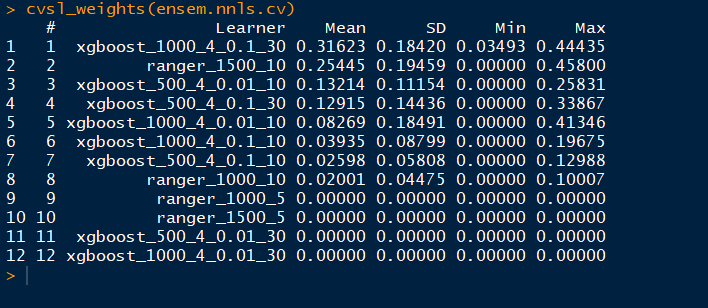 > cvsl_weights(ensem.nnls.cv)
# Learner Mean SD Min Max
1 1 xgboost_1000_4_0.1_30 0.31623 0.18420 0.03493 0.44435
2 2 ranger_1500_10 0.25445 0.19459 0.00000 0.45800
3 3 xgboost_500_4_0.01_10 0.13214 0.11154 0.00000 0.25831
4 4 xgboost_500_4_0.1_30 0.12915 0.14436 0.00000 0.33867
5 5 xgboost_1000_4_0.01_10 0.08269 0.18491 0.00000 0.41346
6 6 xgboost_1000_4_0.1_10 0.03935 0.08799 0.00000 0.19675
7 7 xgboost_500_4_0.1_10 0.02598 0.05808 0.00000 0.12988
8 8 ranger_1000_10 0.02001 0.04475 0.00000 0.10007
9 9 ranger_1000_5 0.00000 0.00000 0.00000 0.00000
10 10 ranger_1500_5 0.00000 0.00000 0.00000 0.00000
11 11 xgboost_500_4_0.01_30 0.00000 0.00000 0.00000 0.00000
12 12 xgboost_1000_4_0.01_30 0.00000 0.00000 0.00000 0.00000
>